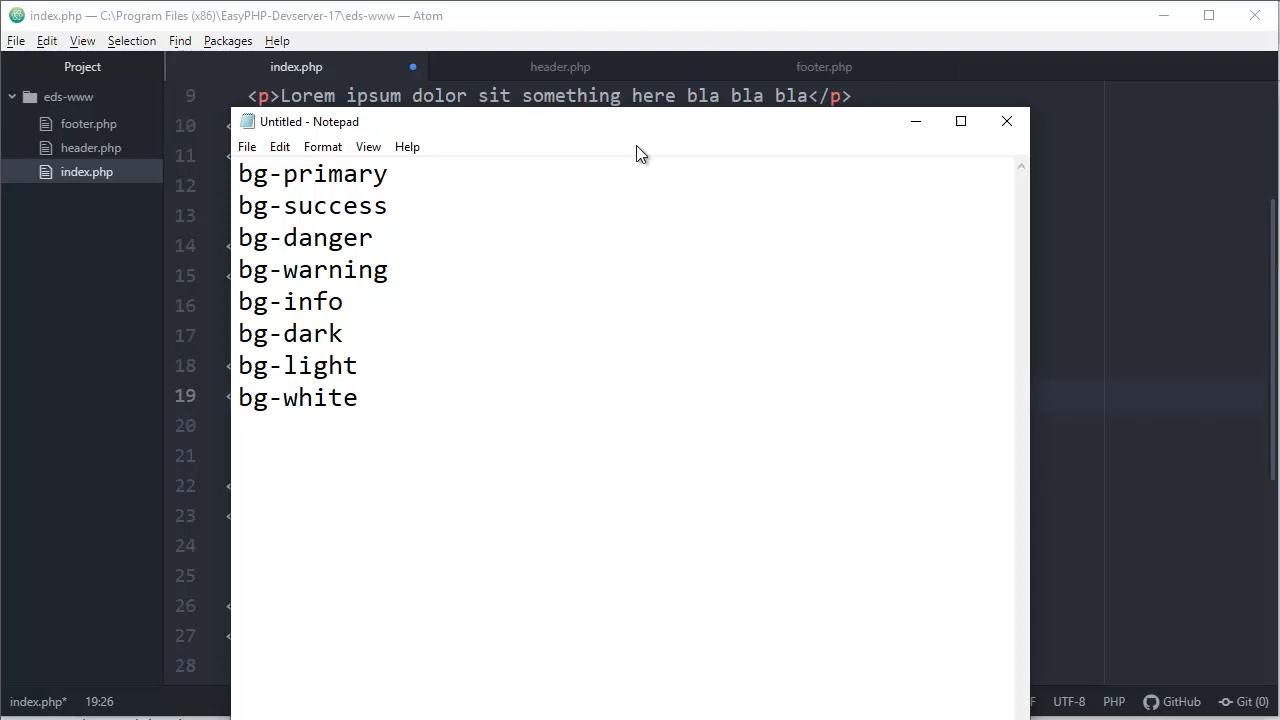 index.php — C:\Program Files (x86)\EasyPHP-Devserver-17\eds-www — Atom
File Edit View Selection Find Packages Help
Project
index.php header.php footer.php
eds-www
footer.php
header.php
index.php
9 <p>Lorem ipsum dolor sit something here bla bla bla</p>
10 <
11 <
12
13
14 <
15 <
16
17
18 <
19 <
20
21
22 <
23 <
24
25
26 <
27 <
28
Untitled - Notepad
File Edit Format View Help
bg-primary
bg-success
bg-danger
bg-warning
bg-info
bg-dark
bg-light
bg-white
index.php* 19:26 F UTF-8 PHP GitHub Git (0)